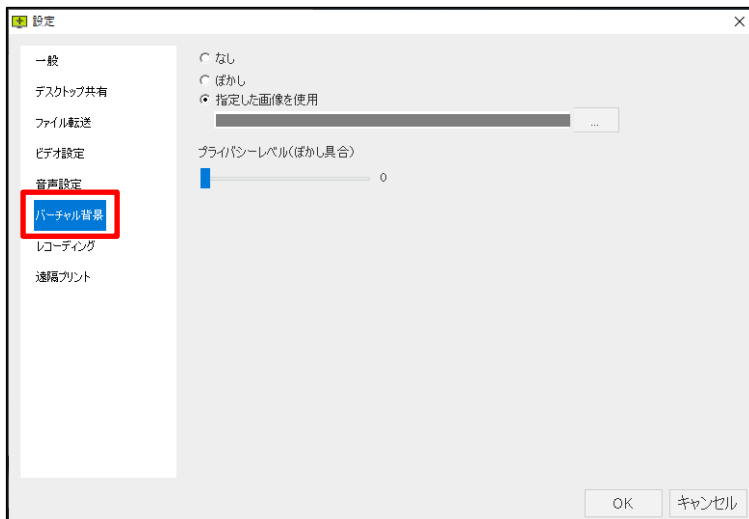 設定
一般
デスクトップ共有
ファイル転送
ビデオ設定
音声設定
バーチャル背景
レコーディング
遠隔プリント
なし
ぼかし
指定した画像を使用
...
プライバシーレベル(ぼかし具合)
0
OK
キャンセル